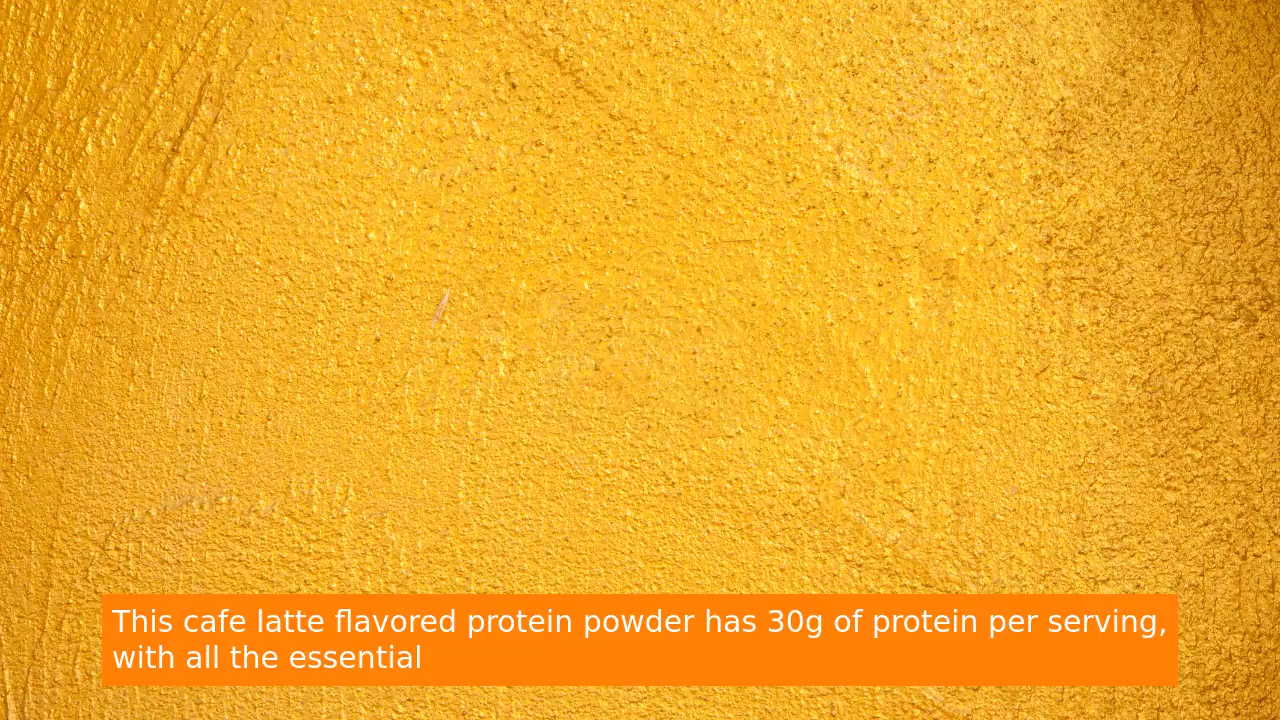 This cafe latte flavored protein powder has 30g of protein per serving,
with all the essential